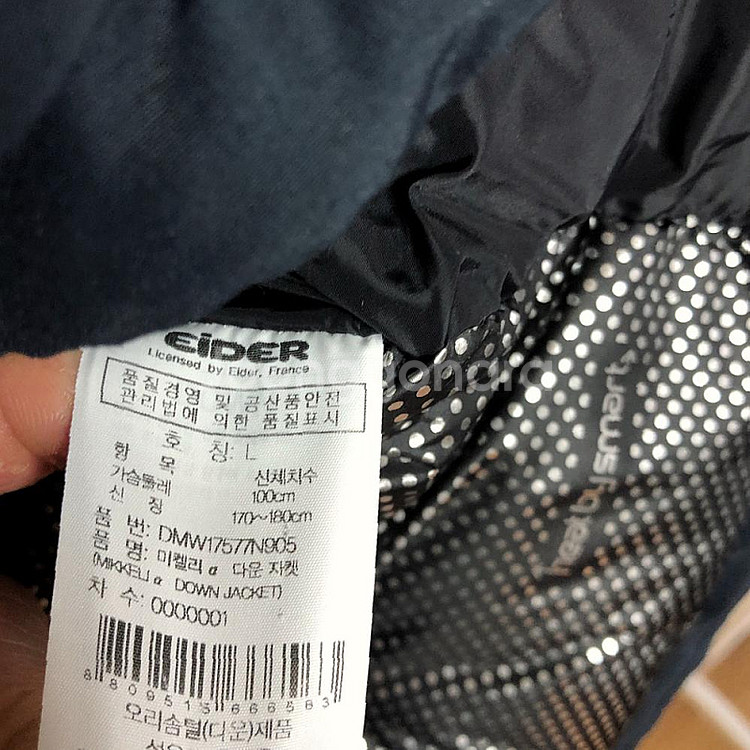 EiDER
Licensed by Eider, France
품질경영 및 공산품안전
관리법에 의한 품질표시
호 칭: L
항 목 신체치수
가슴둘레 100cm
신 장 170~180cm
품 번: DMW17577N905
품 명: 미켈리 α 다운 자켓
(MIKKELI α DOWN JACKET)
차 수: 0000001
8 809515 666583
오리솜털(다운)제품
heat by smart